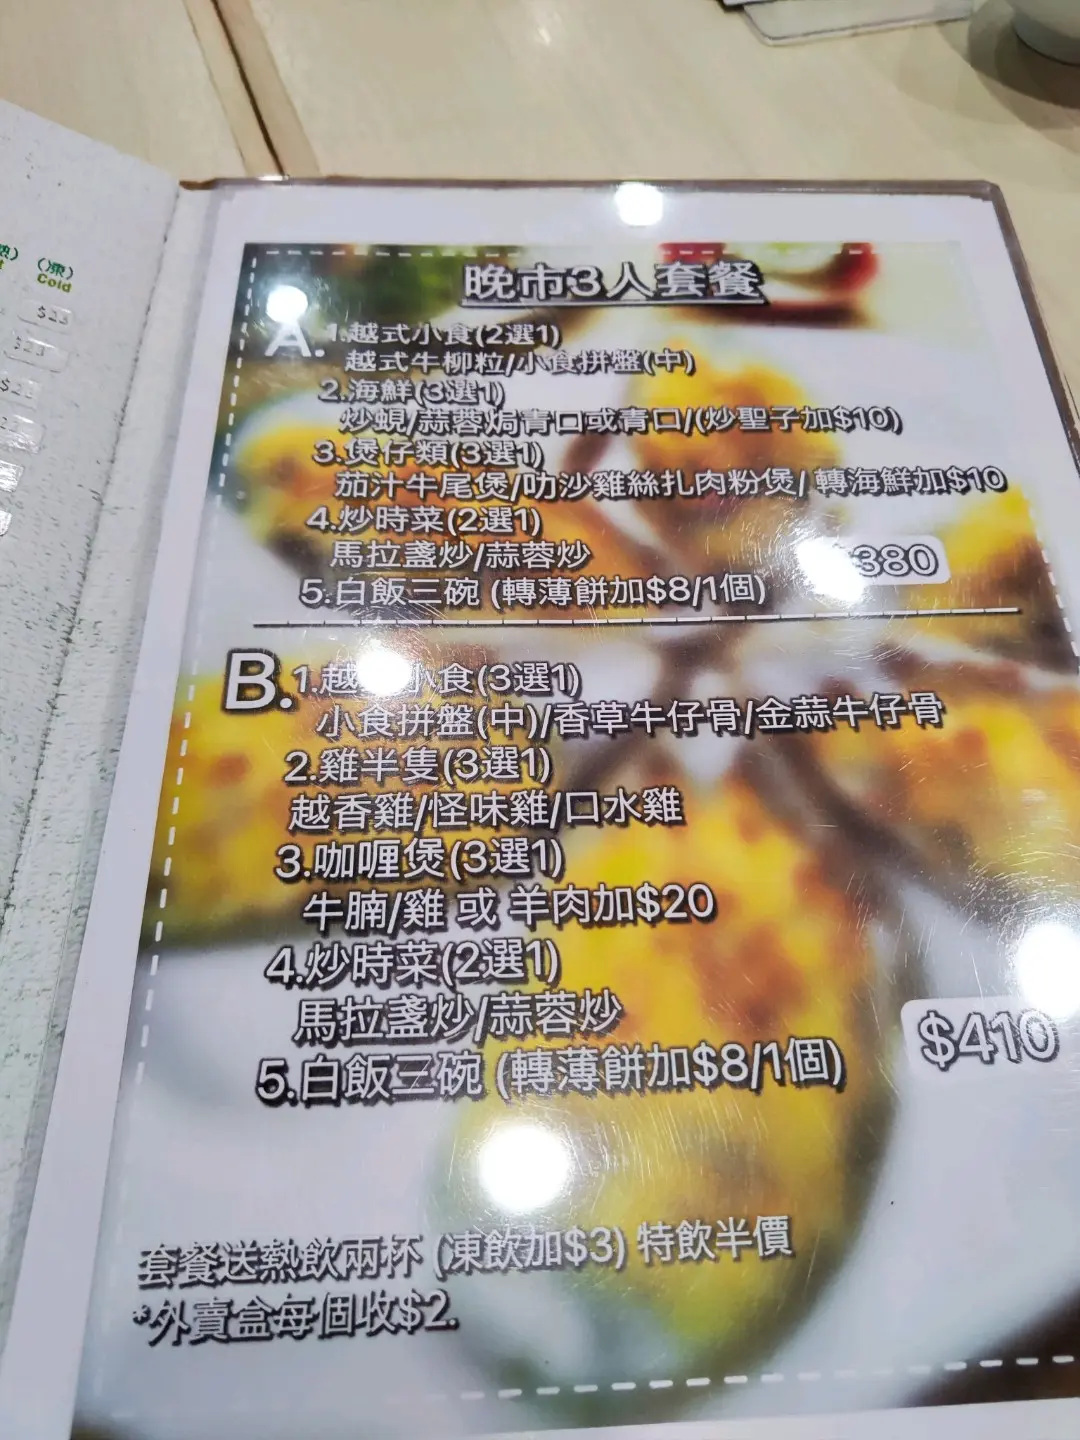 (凍)
Cold
$23
晚市3人套餐
A.
1.越式小食(2選1)
越式牛柳粒/小食拼盤(中)
2.海鮮(3選1)
炒蜆/蒜蓉焗青口或青口/(炒聖子加$10)
3.煲仔類(3選1)
茄汁牛尾煲/叻沙雞絲扎肉粉煲/ 轉海鮮加$10
4.炒時菜(2選1)
馬拉盞炒/蒜蓉炒
5.白飯三碗 (轉薄餅加$8/1個)
$380
B.
1.越 小食(3選1)
小食拼盤(中)/香草牛仔骨/金蒜牛仔骨
2.雞半隻(3選1)
越香雞/怪味雞/口水雞
3.咖喱煲(3選1)
牛腩/雞 或 羊肉加$20
4.炒時菜(2選1)
馬拉盞炒/蒜蓉炒
5.白飯三碗 (轉薄餅加$8/1個)
$410
套餐送熱飲兩杯 (凍飲加$3) 特飲半價
*外賣盒每個收$2.